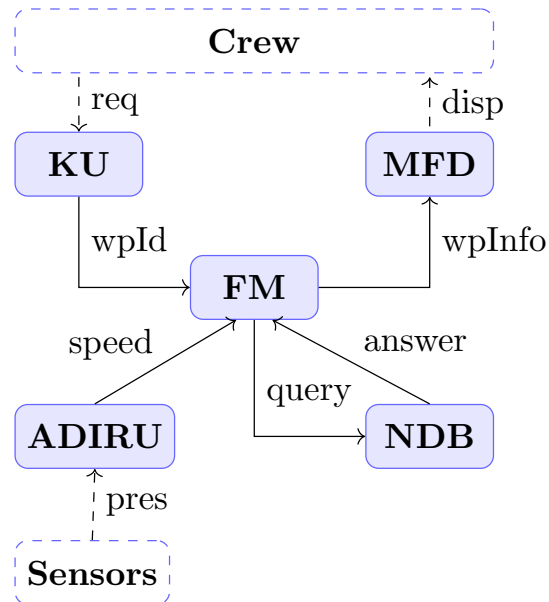 Crew
req
disp
KU
MFD
wpId
wpInfo
FM
speed
answer
query
ADIRU
NDB
pres
Sensors